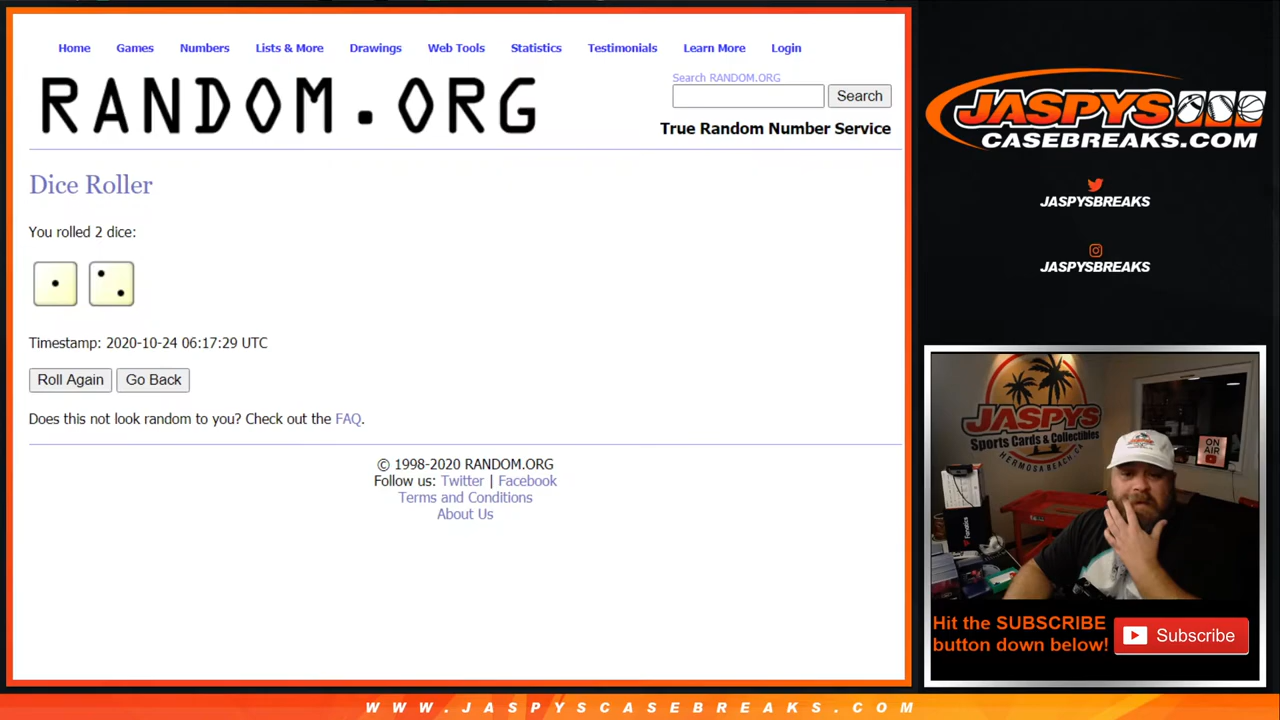 Home Games Numbers Lists & More Drawings Web Tools Statistics Testimonials Learn More Login
RANDOM.ORG
Search RANDOM.ORG
Search
True Random Number Service
Dice Roller
You rolled 2 dice:
Timestamp: 2020-10-24 06:17:29 UTC
Roll Again Go Back
Does this not look random to you? Check out the FAQ.
© 1998-2020 RANDOM.ORG
Follow us: Twitter | Facebook
Terms and Conditions
About Us
JASPYS
CASEBREAKS.COM
JASPYSBREAKS
JASPYSBREAKS
JASPYS
Sports Cards & Collectibles
HERMOSA BEACH, CA
ON
AIR
Fanatics
Hit the SUBSCRIBE
button down below!
Subscribe
WWW.JASPYSCASEBREAKS.COM